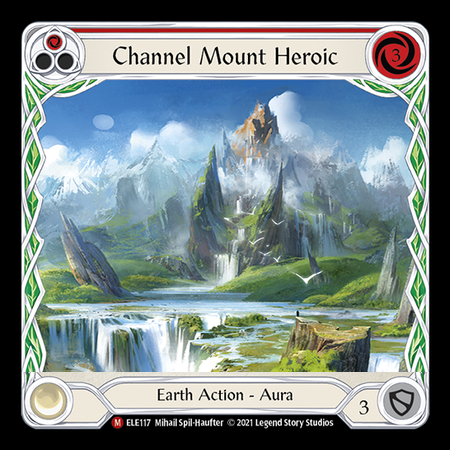 Channel Mount Heroic
3
Earth Action - Aura
3
M ELE117 Mihail Spil-Haufter © 2021 Legend Story Studios